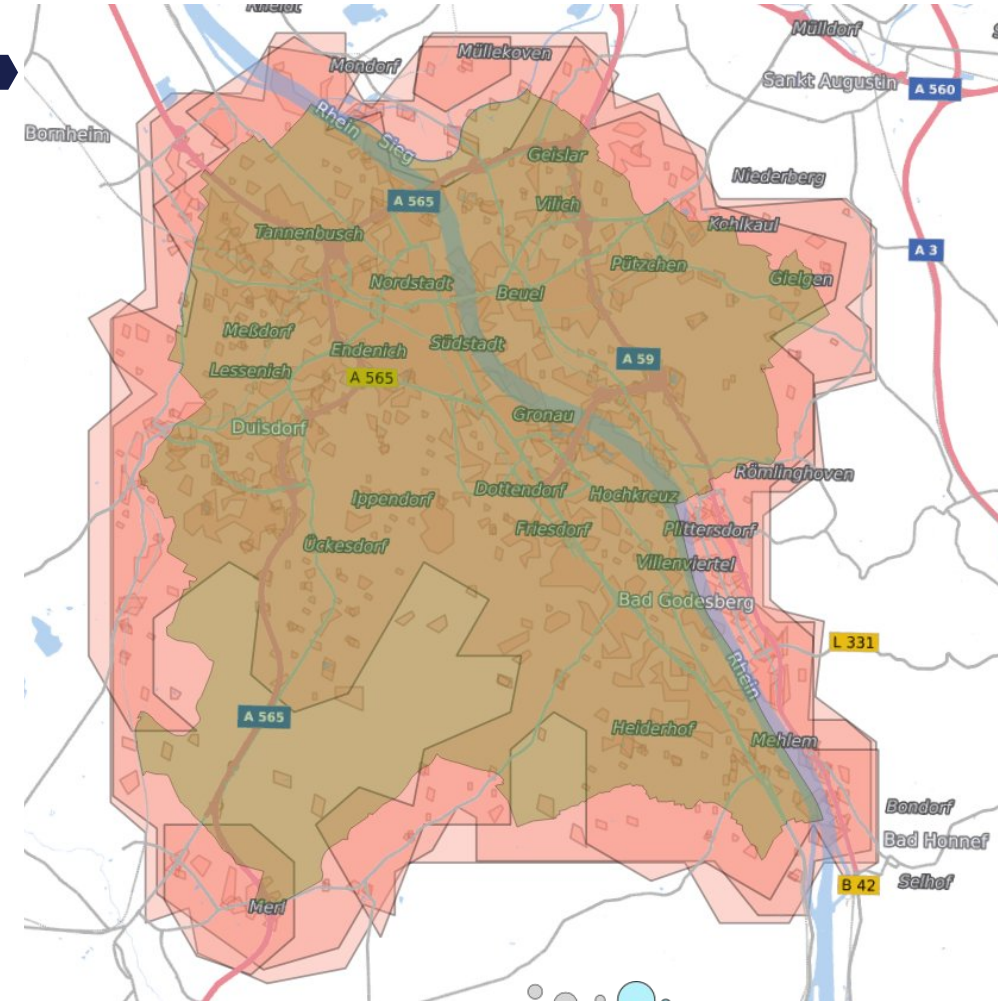 Mülldorf
Müllekoven
Mondorf
Sankt Augustin
A 560
Rhein
Bornheim
Sieg
Geislar
Niederberg
A 565
Vilich
Kohlkaul
Tannenbusch
A 3
Pützchen
Gielgen
Nordstadt
Beuel
Meßdorf
Südstadt
Endenich
A 59
Lessenich
A 565
Gronau
Duisdorf
Römlinghoven
Dottendorf
Hochkreuz
Ippendorf
Friesdorf
Plittersdorf
Ückesdorf
Villenviertel
Bad Godesberg
L 331
Rhein
A 565
Heiderhof
Mehlem
Bondorf
Bad Honnef
B 42
Selhof
Merl